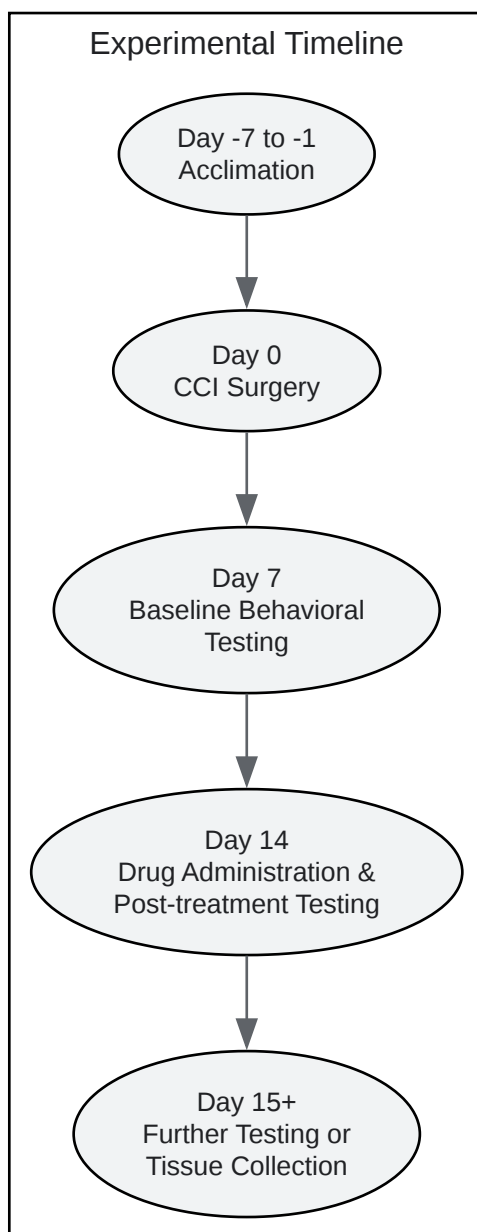 Experimental Timeline
Day -7 to -1
Acclimation
Day 0
CCI Surgery
Day 7
Baseline Behavioral
Testing
Day 14
Drug Administration &
Post-treatment Testing
Day 15+
Further Testing or
Tissue Collection